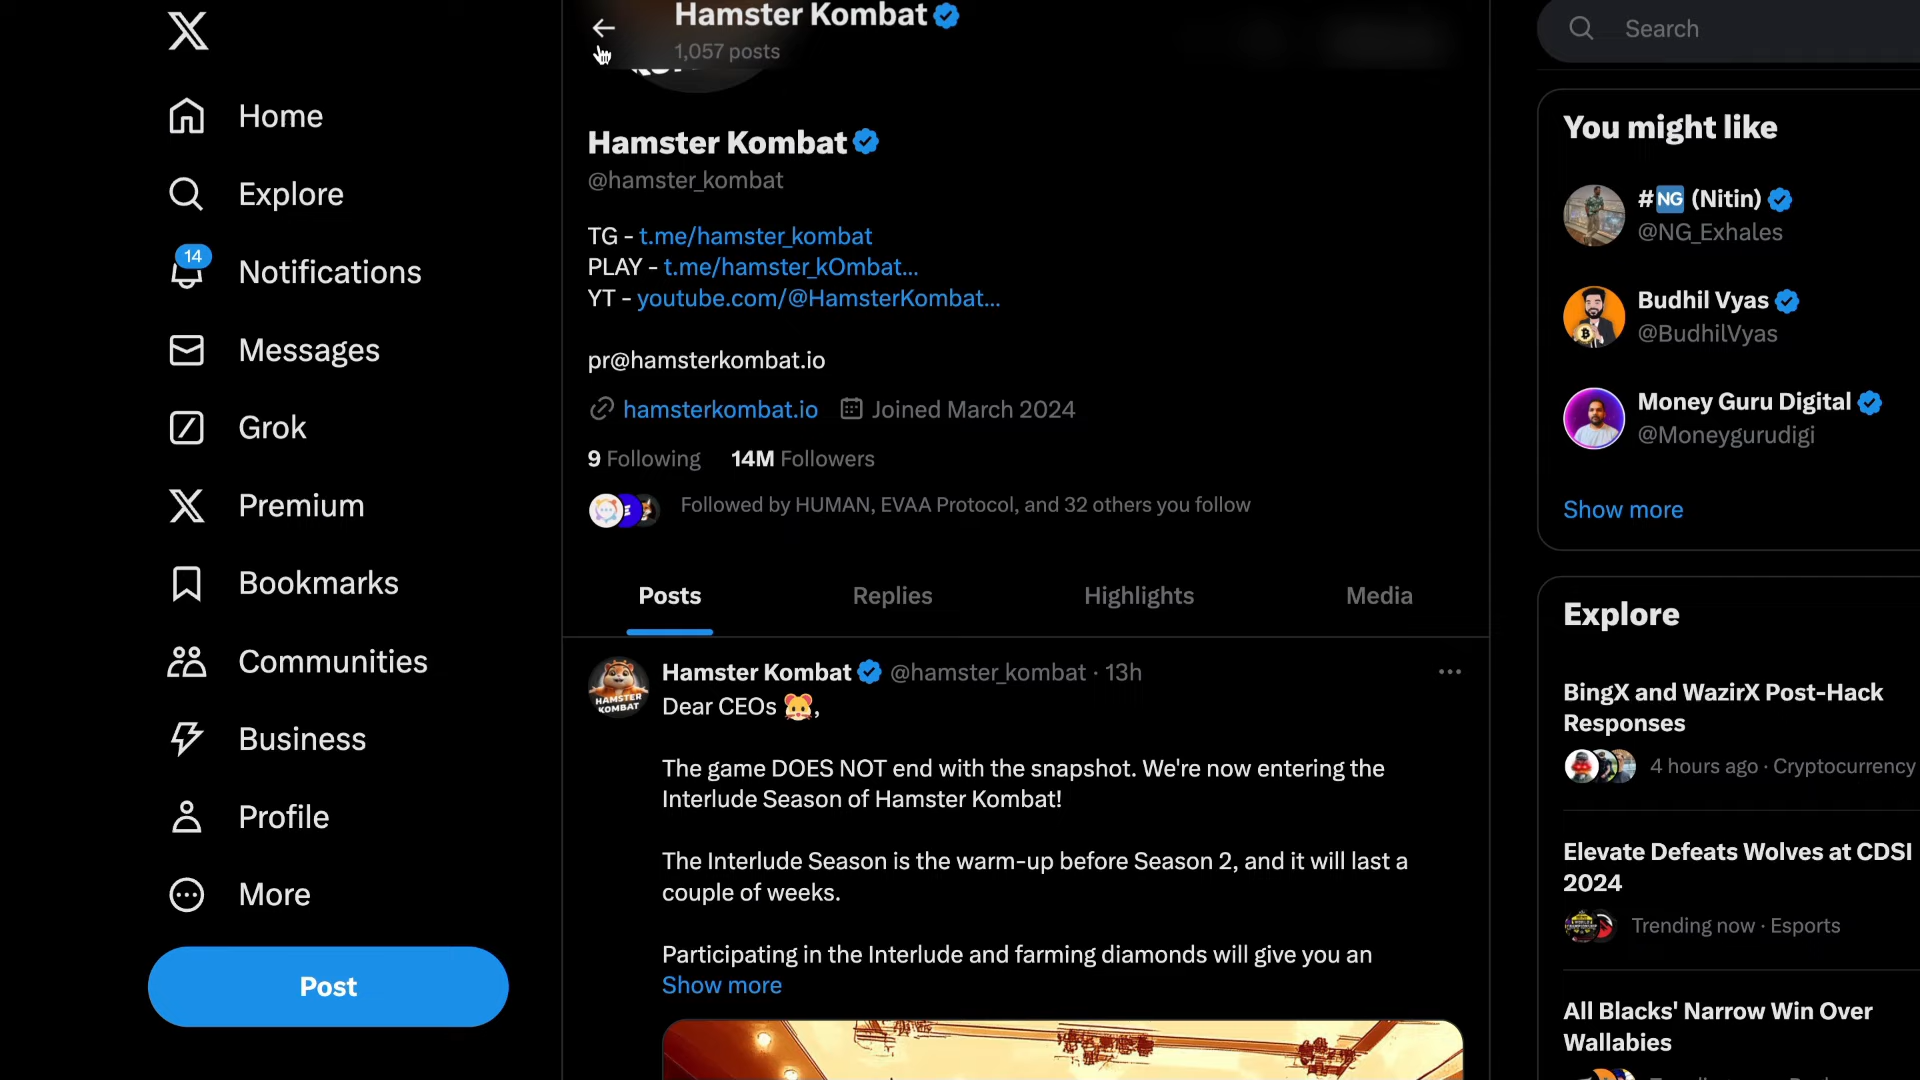 Home
Explore
14
Notifications
Messages
Grok
Premium
Bookmarks
Communities
Business
Profile
More
Post
Hamster Kombat
1,057 posts
Hamster Kombat
@hamster_kombat
TG - t.me/hamster_kombat
PLAY - t.me/hamster_kOmbat...
YT - youtube.com/@HamsterKombat...
pr@hamsterkombat.io
hamsterkombat.io Joined March 2024
9 Following 14M Followers
Followed by HUMAN, EVAA Protocol, and 32 others you follow
Posts Replies Highlights Media
HAMSTER
KOMBAT
Hamster Kombat @hamster_kombat · 13h
Dear CEOs 🐹,
The game DOES NOT end with the snapshot. We're now entering the
Interlude Season of Hamster Kombat!
The Interlude Season is the warm-up before Season 2, and it will last a
couple of weeks.
Participating in the Interlude and farming diamonds will give you an
Show more
Search
You might like
#🆖 (Nitin)
@NG_Exhales
Budhil Vyas
@BudhilVyas
Money Guru Digital
@Moneygurudigi
Show more
Explore
BingX and WazirX Post-Hack
Responses
4 hours ago · Cryptocurrency
Elevate Defeats Wolves at CDSI
2024
Trending now · Esports
All Blacks' Narrow Win Over
Wallabies